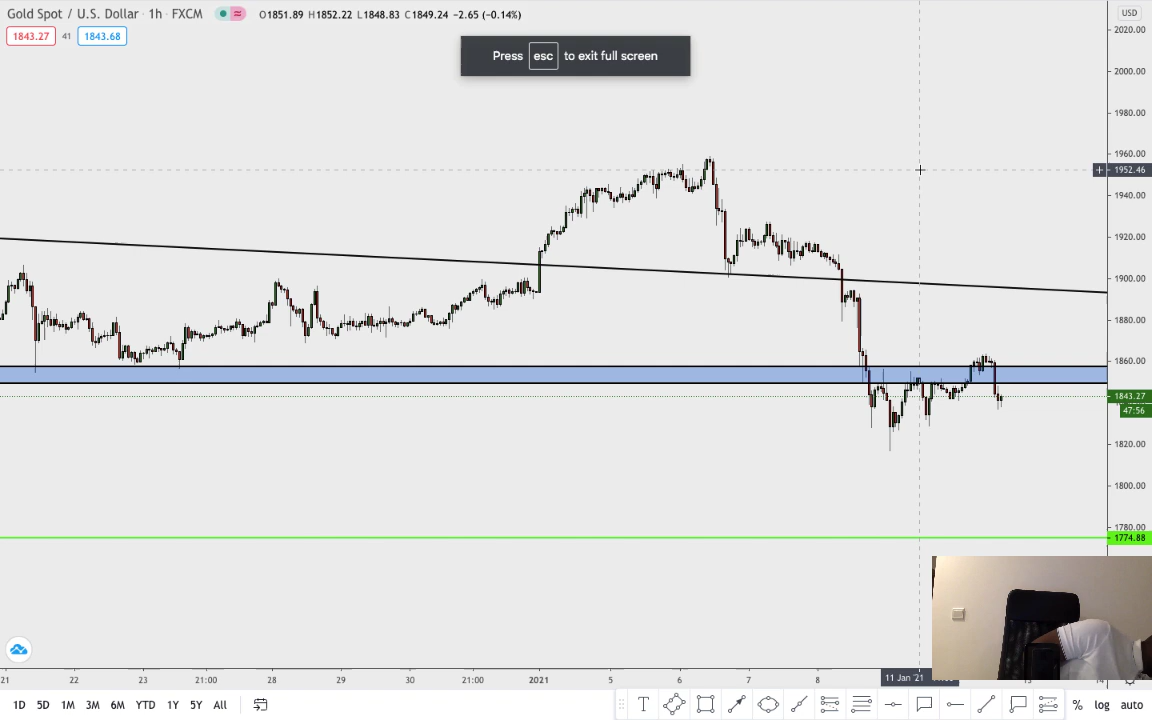 Gold Spot / U.S. Dollar · 1h · FXCM
O1851.89 H1852.22 L1848.83 C1849.24 −2.65 (−0.14%)
1843.27 41 1843.68
Press esc to exit full screen
USD
2020.00
2000.00
1980.00
1960.00
1952.46
1940.00
1920.00
1900.00
1880.00
1860.00
1843.27
47:56
1820.00
1800.00
1780.00
1774.88
21 22 23 21:00 28 29 30 21:00 2021 5 6 7 8 11 Jan '21
1D 5D 1M 3M 6M YTD 1Y 5Y All
T
% log auto